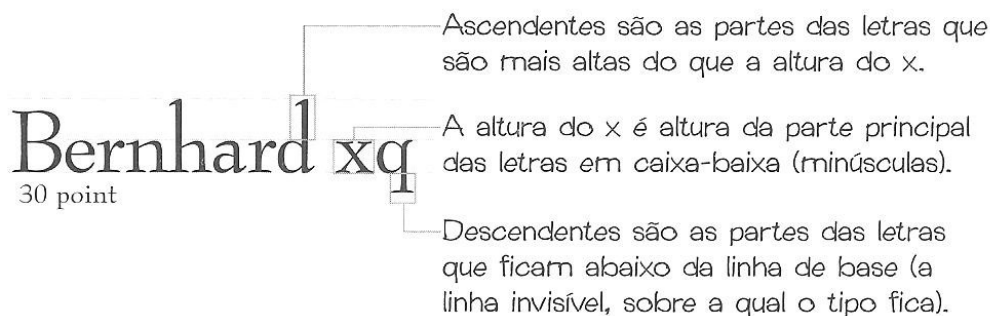 Ascendentes são as partes das letras que
são mais altas do que a altura do x.
Bernhard xq
30 point
A altura do x é altura da parte principal
das letras em caixa-baixa (minúsculas).
Descendentes são as partes das letras
que ficam abaixo da linha de base (a
linha invisível, sobre a qual o tipo fica).